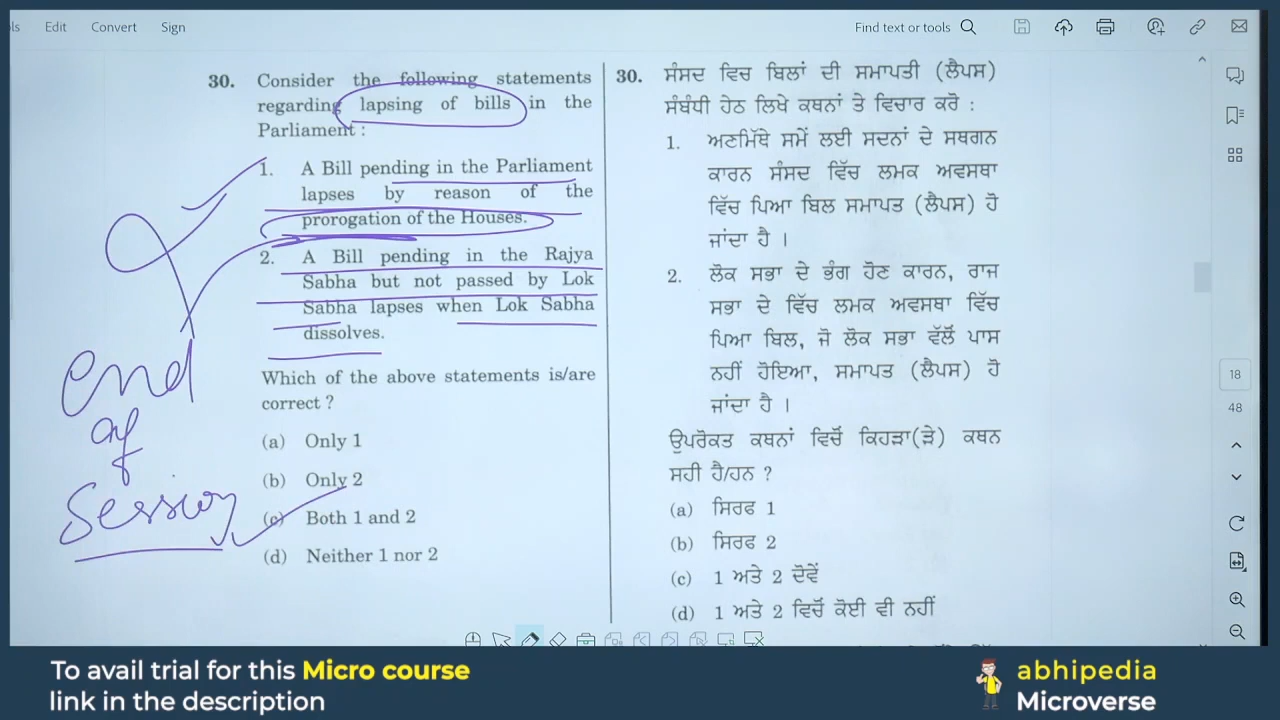 ols Edit Convert Sign Find text or tools
30. Consider the following statements
regarding lapsing of bills in the
Parliament :
1. A Bill pending in the Parliament
lapses by reason of the
prorogation of the Houses.
2. A Bill pending in the Rajya
Sabha but not passed by Lok
Sabha lapses when Lok Sabha
dissolves.
Which of the above statements is/are
correct ?
(a) Only 1
(b) Only 2
(c) Both 1 and 2
(d) Neither 1 nor 2
end
of
session
30. ਸੰਸਦ ਵਿਚ ਬਿਲਾਂ ਦੀ ਸਮਾਪਤੀ (ਲੈਪਸ)
ਸੰਬੰਧੀ ਹੇਠ ਲਿਖੇ ਕਥਨਾਂ ਤੇ ਵਿਚਾਰ ਕਰੋ :
1. ਅਣਮਿੱਥੇ ਸਮੇਂ ਲਈ ਸਦਨਾਂ ਦੇ ਸਥਗਨ
ਕਾਰਨ ਸੰਸਦ ਵਿੱਚ ਲਮਕ ਅਵਸਥਾ
ਵਿੱਚ ਪਿਆ ਬਿਲ ਸਮਾਪਤ (ਲੈਪਸ) ਹੋ
ਜਾਂਦਾ ਹੈ ।
2. ਲੋਕ ਸਭਾ ਦੇ ਭੰਗ ਹੋਣ ਕਾਰਨ, ਰਾਜ
ਸਭਾ ਦੇ ਵਿੱਚ ਲਮਕ ਅਵਸਥਾ ਵਿੱਚ
ਪਿਆ ਬਿਲ, ਜੋ ਲੋਕ ਸਭਾ ਵੱਲੋਂ ਪਾਸ
ਨਹੀਂ ਹੋਇਆ, ਸਮਾਪਤ (ਲੈਪਸ) ਹੋ
ਜਾਂਦਾ ਹੈ ।
ਉਪਰੋਕਤ ਕਥਨਾਂ ਵਿਚੋਂ ਕਿਹੜਾ(ੜੇ) ਕਥਨ
ਸਹੀ ਹੈ/ਹਨ ?
(a) ਸਿਰਫ 1
(b) ਸਿਰਫ 2
(c) 1 ਅਤੇ 2 ਦੋਵੇਂ
(d) 1 ਅਤੇ 2 ਵਿਚੋਂ ਕੋਈ ਵੀ ਨਹੀਂ
18
48
To avail trial for this Micro course
link in the description
abhipedia
Microverse